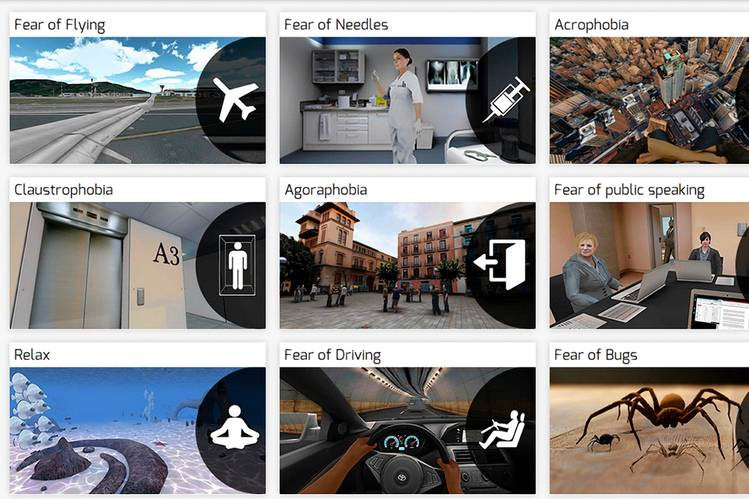 Fear of Flying
Fear of Needles
Acrophobia
Claustrophobia
Agoraphobia
Fear of public speaking
A3
Relax
Fear of Driving
Fear of Bugs